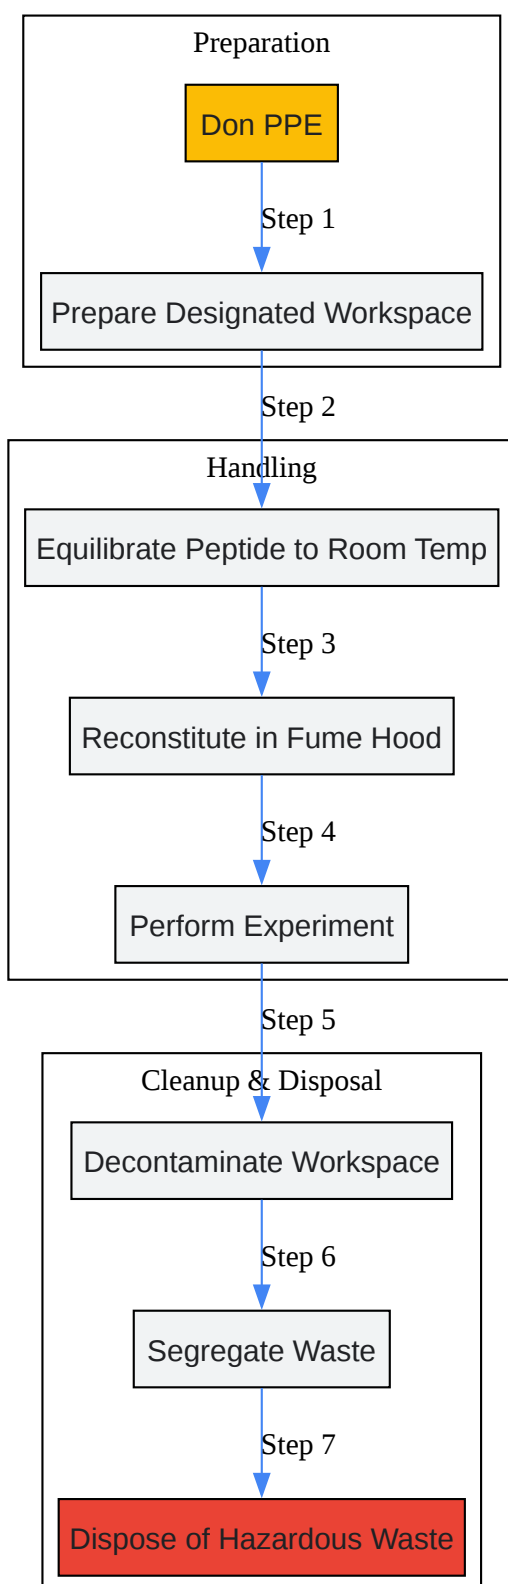 Preparation
Don PPE
Step 1
Prepare Designated Workspace
Step 2
Handling
Equilibrate Peptide to Room Temp
Step 3
Reconstitute in Fume Hood
Step 4
Perform Experiment
Step 5
Cleanup & Disposal
Decontaminate Workspace
Step 6
Segregate Waste
Step 7
Dispose of Hazardous Waste